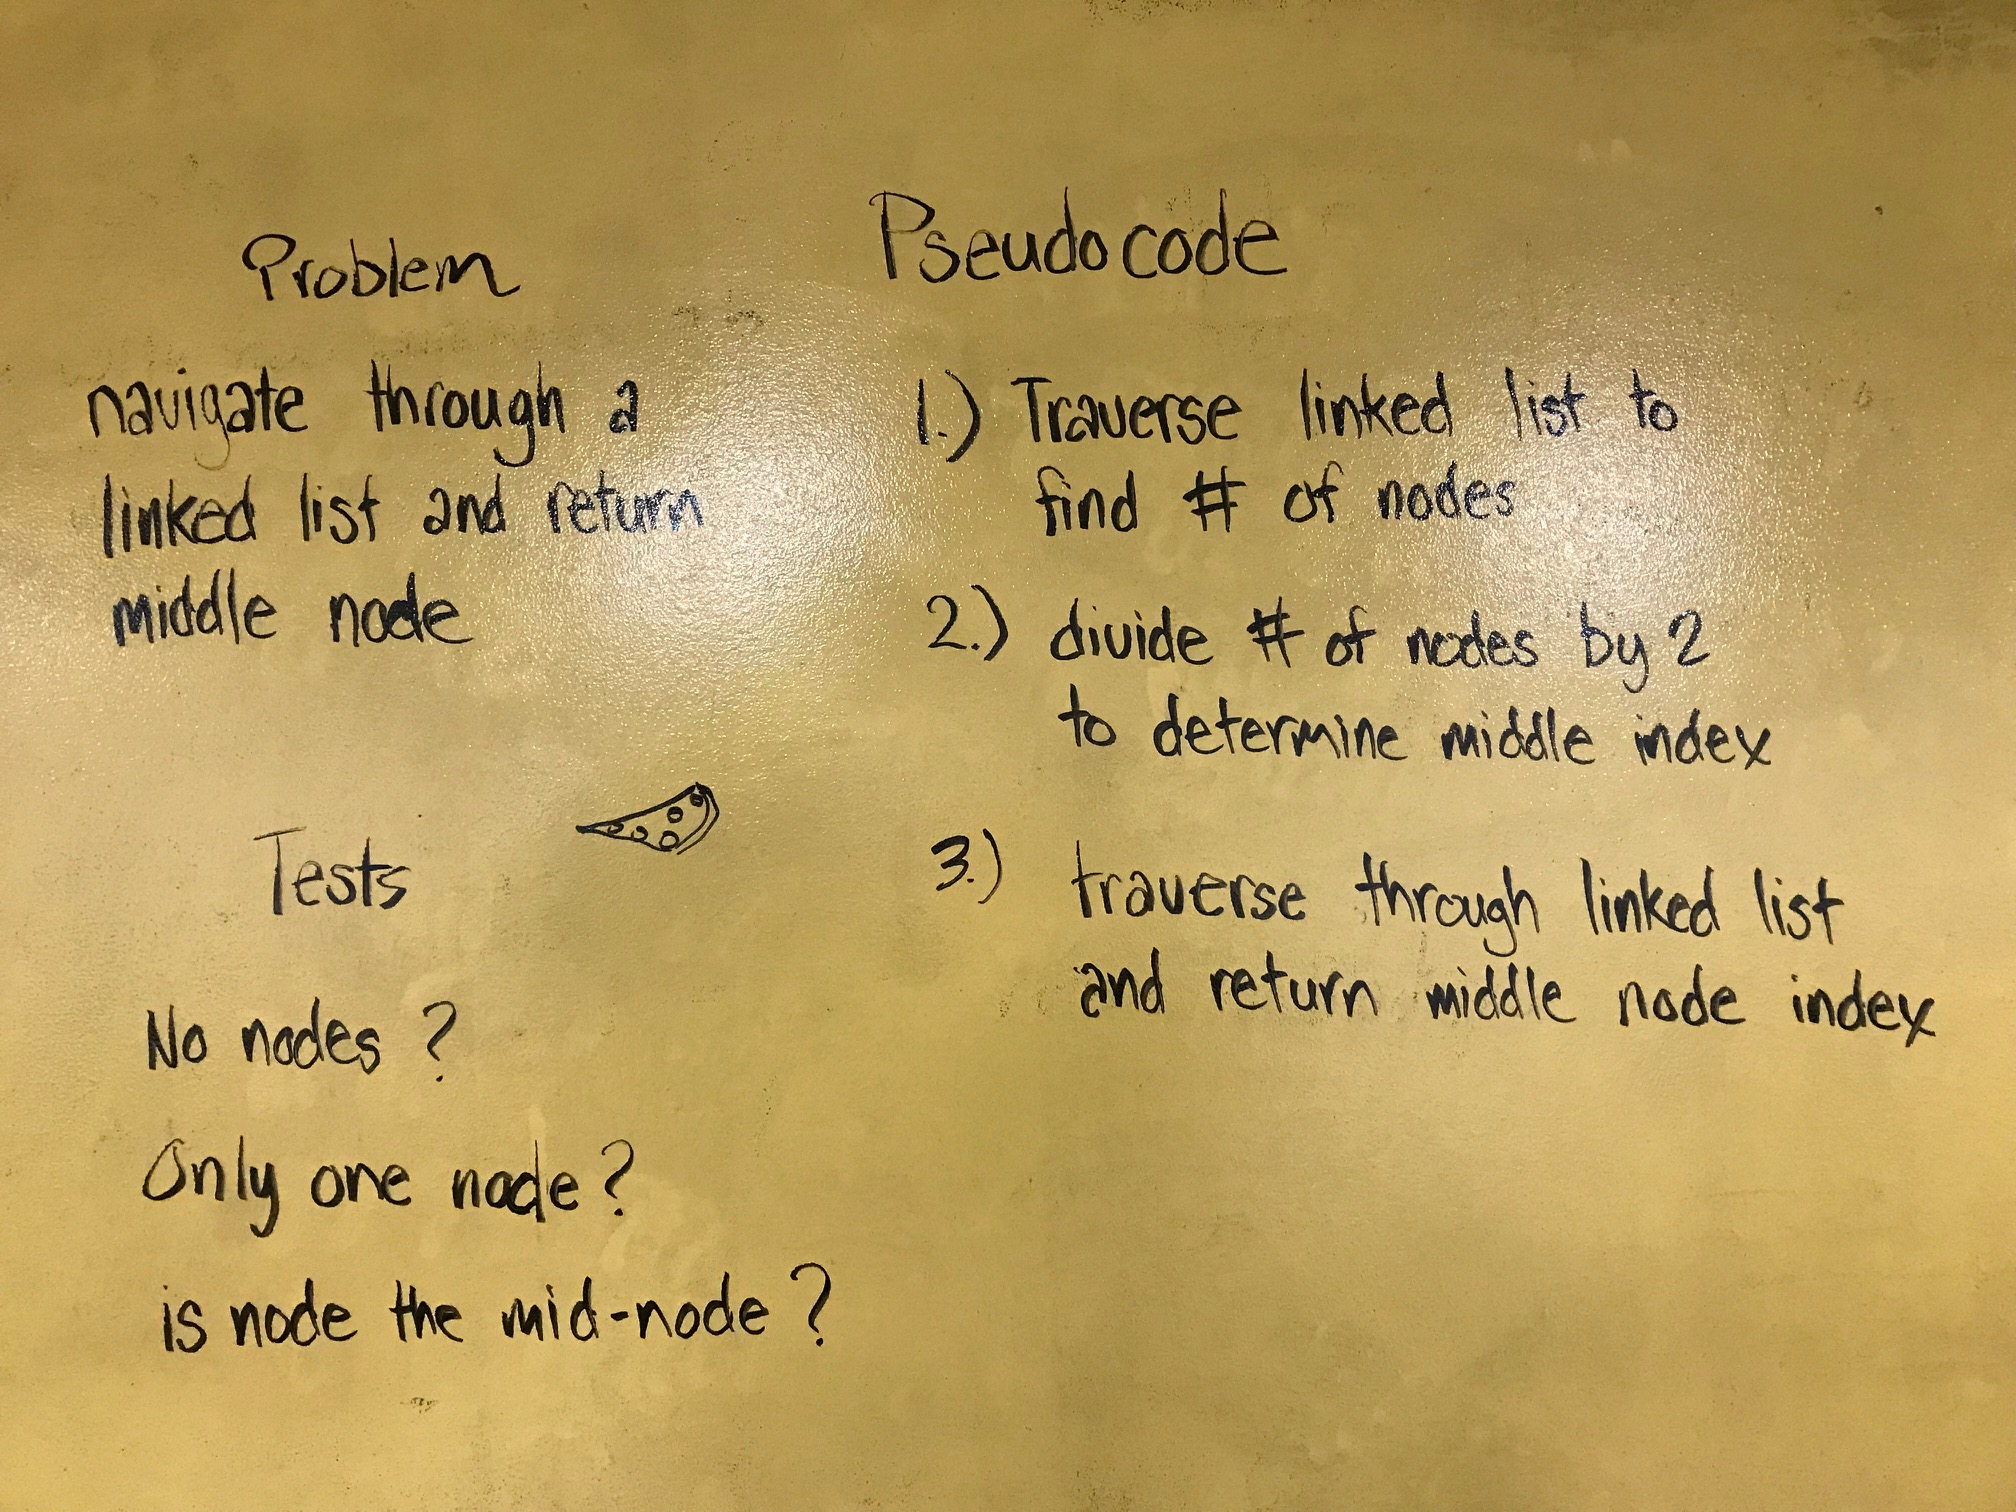 Problem
navigate through a
linked list and return
middle node
Tests
No nodes?
Only one node?
is node the mid-node?
Pseudocode
1.) Traverse linked list to
find # of nodes
2.) divide # of nodes by 2
to determine middle index
3.) traverse through linked list
and return middle node index